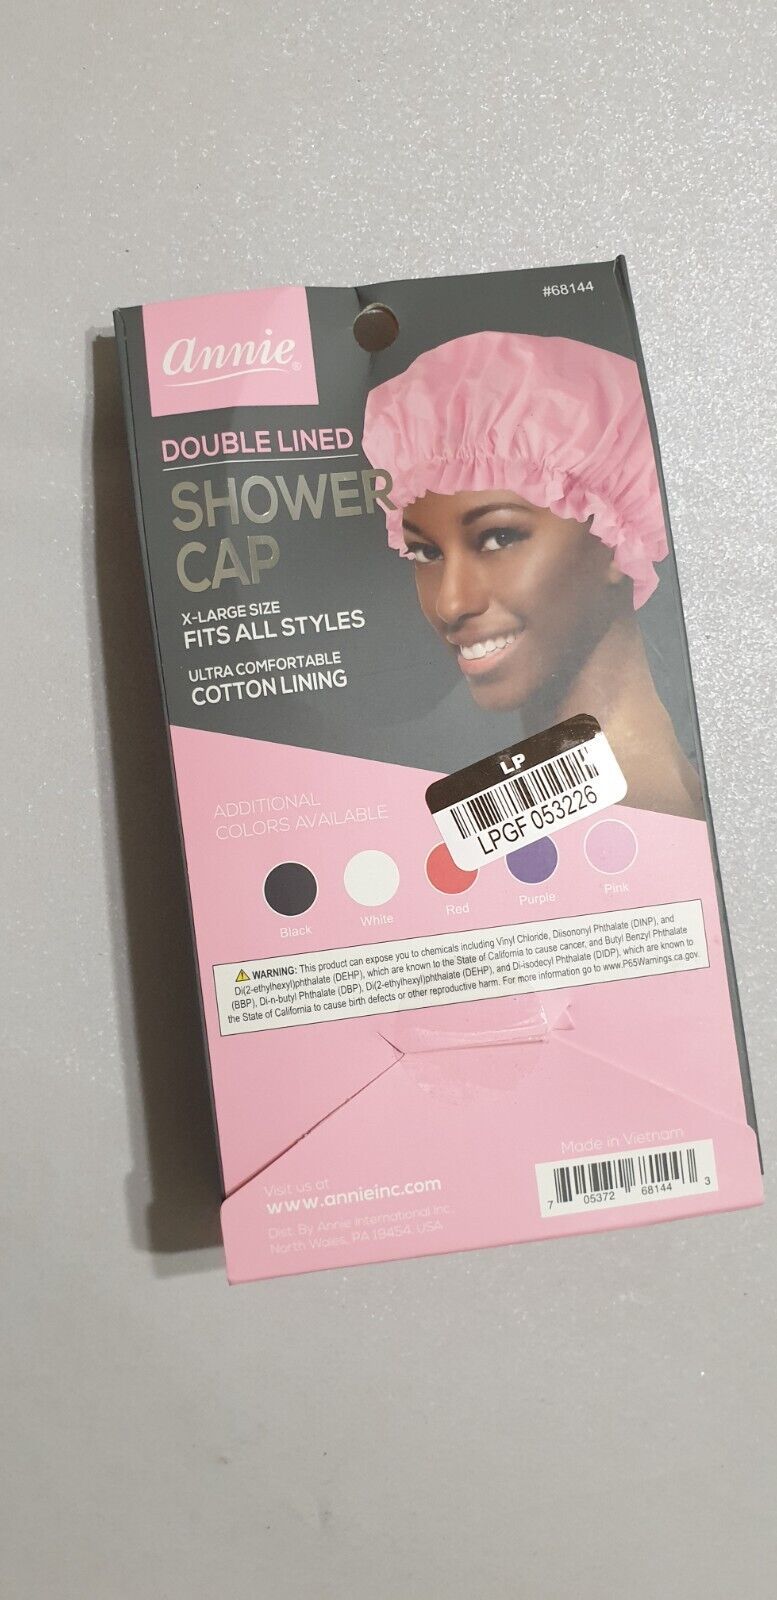 annie®
#68144
DOUBLE LINED
SHOWER
CAP
X-LARGE SIZE
FITS ALL STYLES
ULTRA COMFORTABLE
COTTON LINING
LP
LPGF 053226
ADDITIONAL
COLORS AVAILABLE
Black
White
Red
Purple
Pink
WARNING: This product can expose you to chemicals including Vinyl Chloride, Diisononyl Phthalate (DINP), and
Di(2-ethylhexyl)phthalate (DEHP), which are known to the State of California to cause cancer, and Butyl Benzyl Phthalate
(BBP), Di-n-butyl Phthalate (DBP), Di(2-ethylhexyl)phthalate (DEHP), and Di-isodecyl Phthalate (DIDP), which are known to
the State of California to cause birth defects or other reproductive harm. For more information go to www.P65Warnings.ca.gov.
Visit us at
www.annieinc.com
Dist. By Annie International Inc.
North Wales, PA 19454, USA
Made in Vietnam
7 05372 68144 3